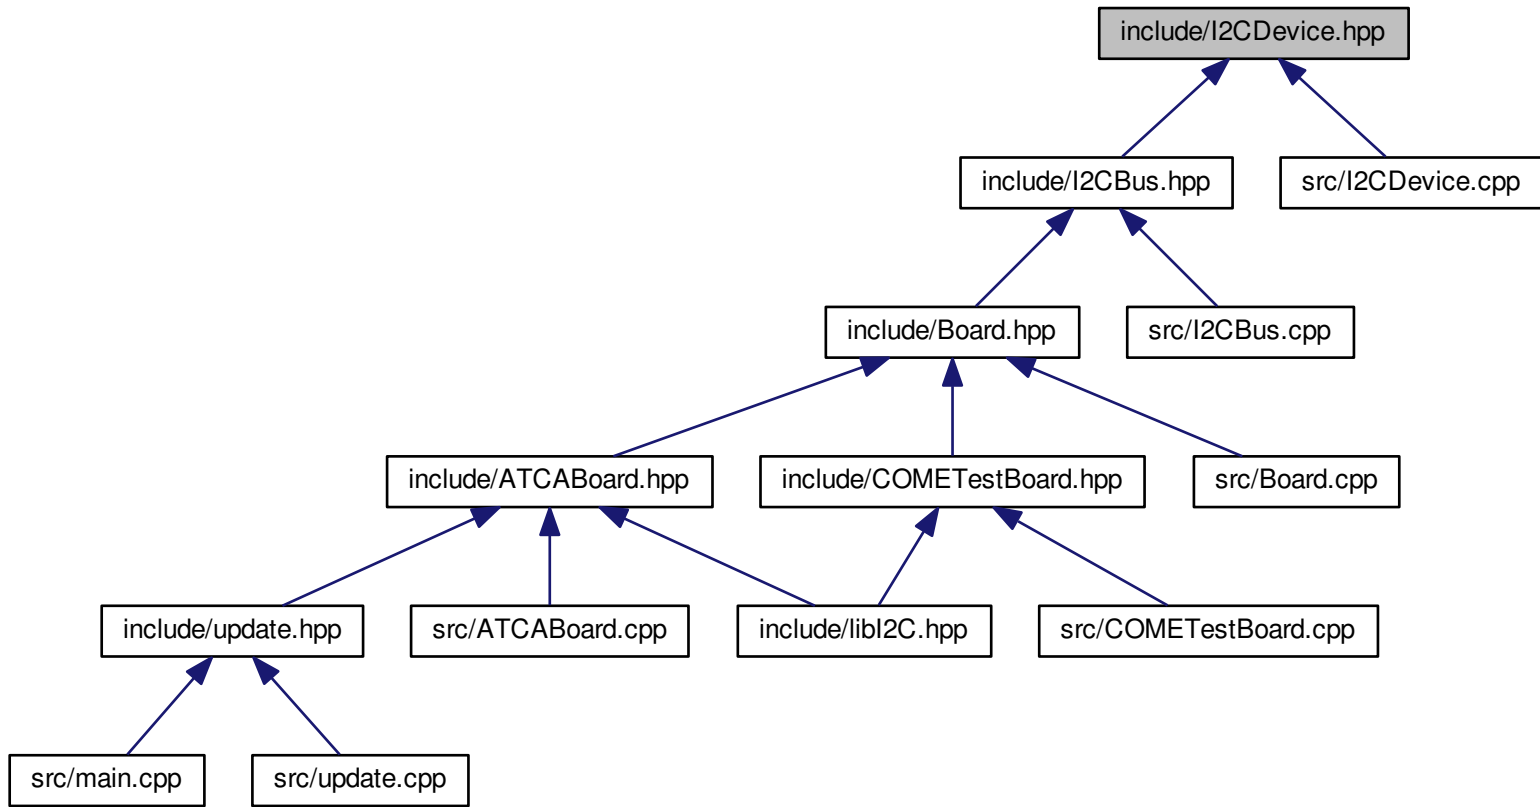 include/I2CDevice.hpp
include/I2CBus.hpp
src/I2CDevice.cpp
include/Board.hpp
src/I2CBus.cpp
include/ATCABoard.hpp
include/COMETestBoard.hpp
src/Board.cpp
include/update.hpp
src/ATCABoard.cpp
include/libI2C.hpp
src/COMETestBoard.cpp
src/main.cpp
src/update.cpp